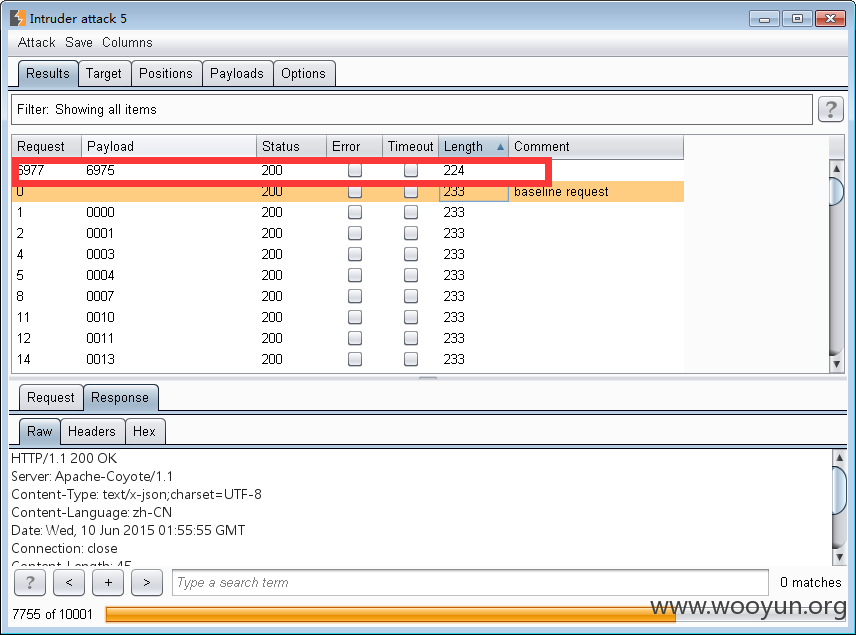 Intruder attack 5
Attack Save Columns
Results Target Positions Payloads Options
Filter: Showing all items
?
Request Payload Status Error Timeout Length Comment
6977 6975 200 224
0 200 233 baseline request
1 0000 200 233
2 0001 200 233
4 0003 200 233
5 0004 200 233
8 0007 200 233
11 0010 200 233
12 0011 200 233
14 0013 200 233
Request Response
Raw Headers Hex
HTTP/1.1 200 OK
Server: Apache-Coyote/1.1
Content-Type: text/x-json;charset=UTF-8
Content-Language: zh-CN
Date: Wed, 10 Jun 2015 01:55:55 GMT
Connection: close
Content-Length: 45
? < + > Type a search term 0 matches
7755 of 10001
www.wooyun.org